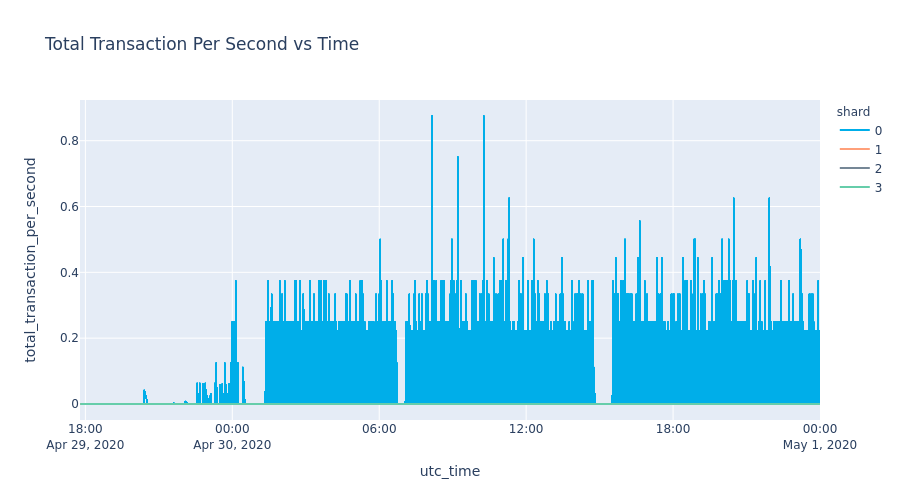 Total Transaction Per Second vs Time
shard
0
1
2
3
total_transaction_per_second
0.8
0.6
0.4
0.2
0
18:00
Apr 29, 2020
00:00
Apr 30, 2020
06:00
12:00
18:00
00:00
May 1, 2020
utc_time